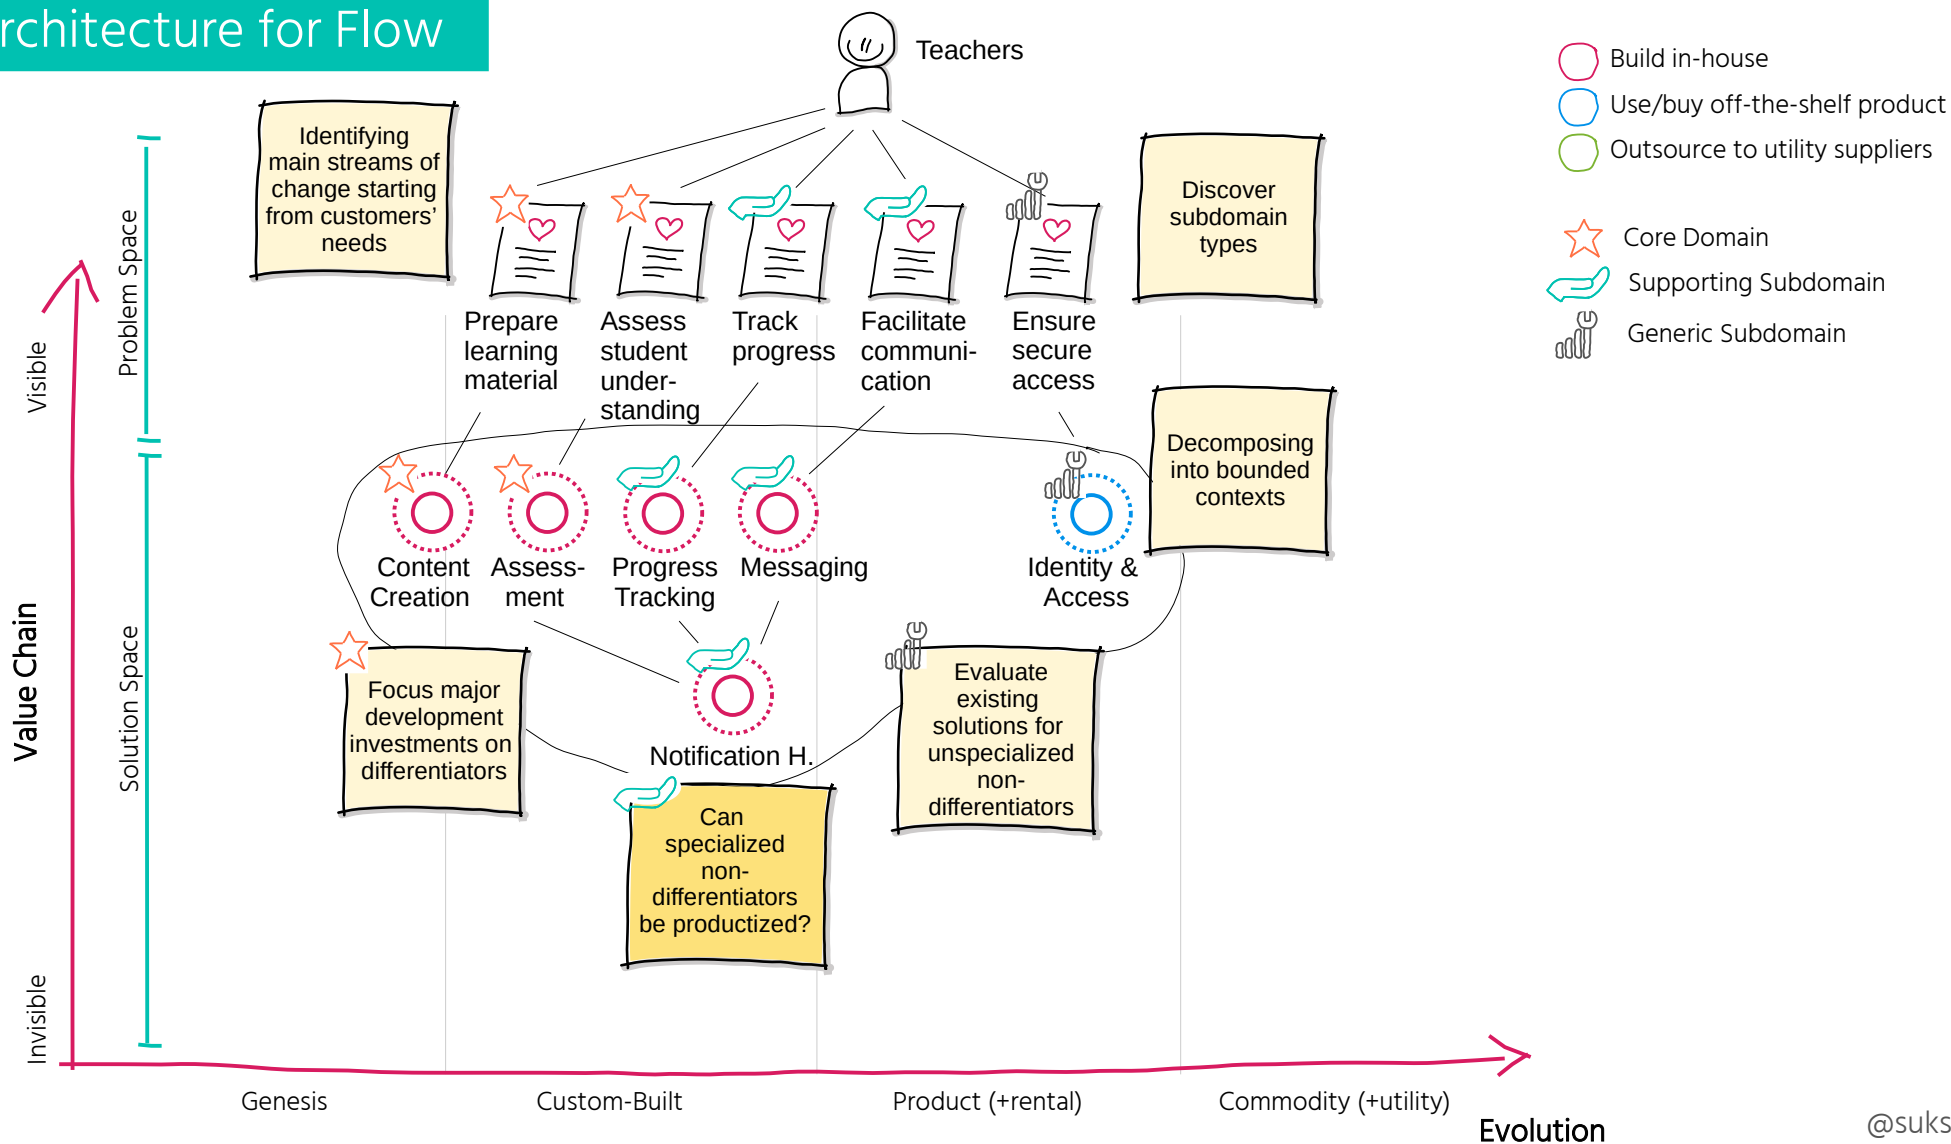 rchitecture for Flow
Teachers
Build in-house
Use/buy off-the-shelf product
Outsource to utility suppliers
Core Domain
Supporting Subdomain
Generic Subdomain
Identifying
main streams of
change starting
from customers'
needs
Discover
subdomain
types
Problem Space
Visible
Prepare
learning
material
Assess
student
under-
standing
Track
progress
Facilitate
communi-
cation
Ensure
secure
access
Decomposing
into bounded
contexts
Content
Creation
Assess-
ment
Progress
Tracking
Messaging
Identity &
Access
Value Chain
Solution Space
Focus major
development
investments on
differentiators
Notification H.
Evaluate
existing
solutions for
unspecialized
non-
differentiators
Can
specialized
non-
differentiators
be productized?
Invisible
Genesis
Custom-Built
Product (+rental)
Commodity (+utility)
Evolution
@suks